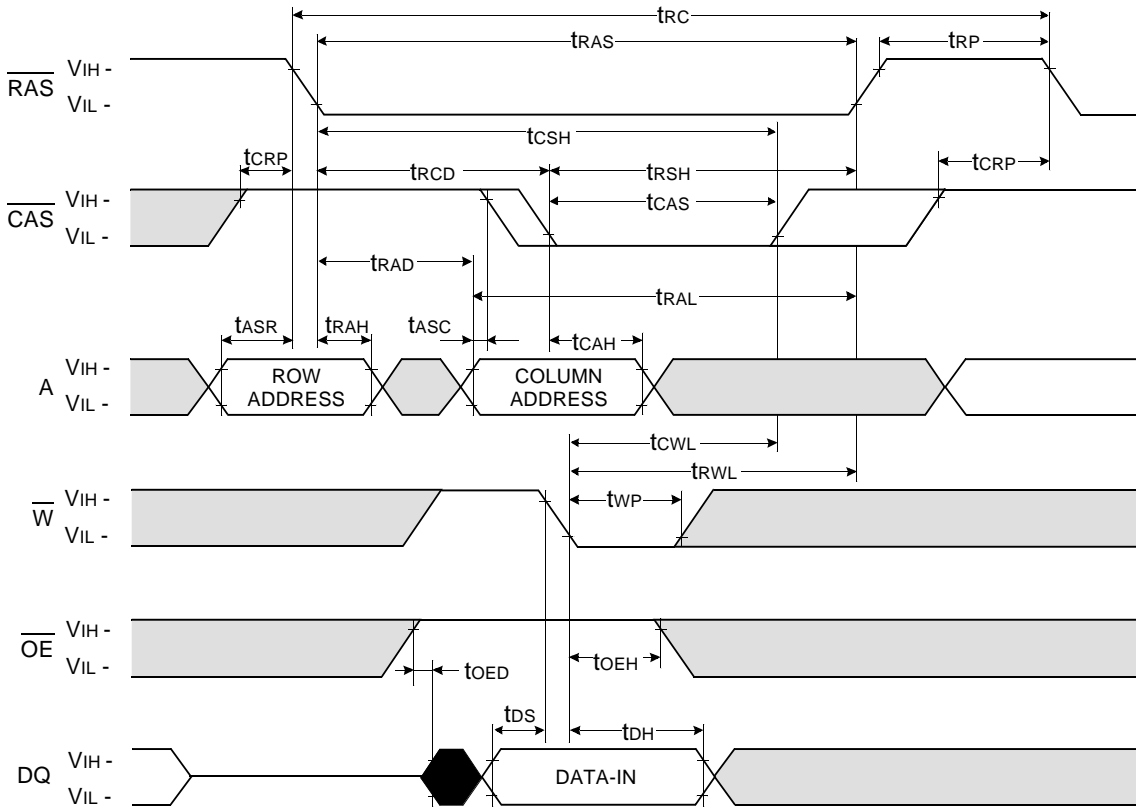 tRC
tRAS
tRP
RAS
VIH -
VIL -
tCSH
tCRP
tRCD
tRSH
tCRP
CAS
VIH -
VIL -
tCAS
tRAD
tRAL
tASR
tRAH
tASC
tCAH
A
VIH -
VIL -
ROW
ADDRESS
COLUMN
ADDRESS
tCWL
tRWL
W
VIH -
VIL -
tWP
OE
VIH -
VIL -
tOED
tOEH
tDS
tDH
DQ
VIH -
VIL -
DATA-IN